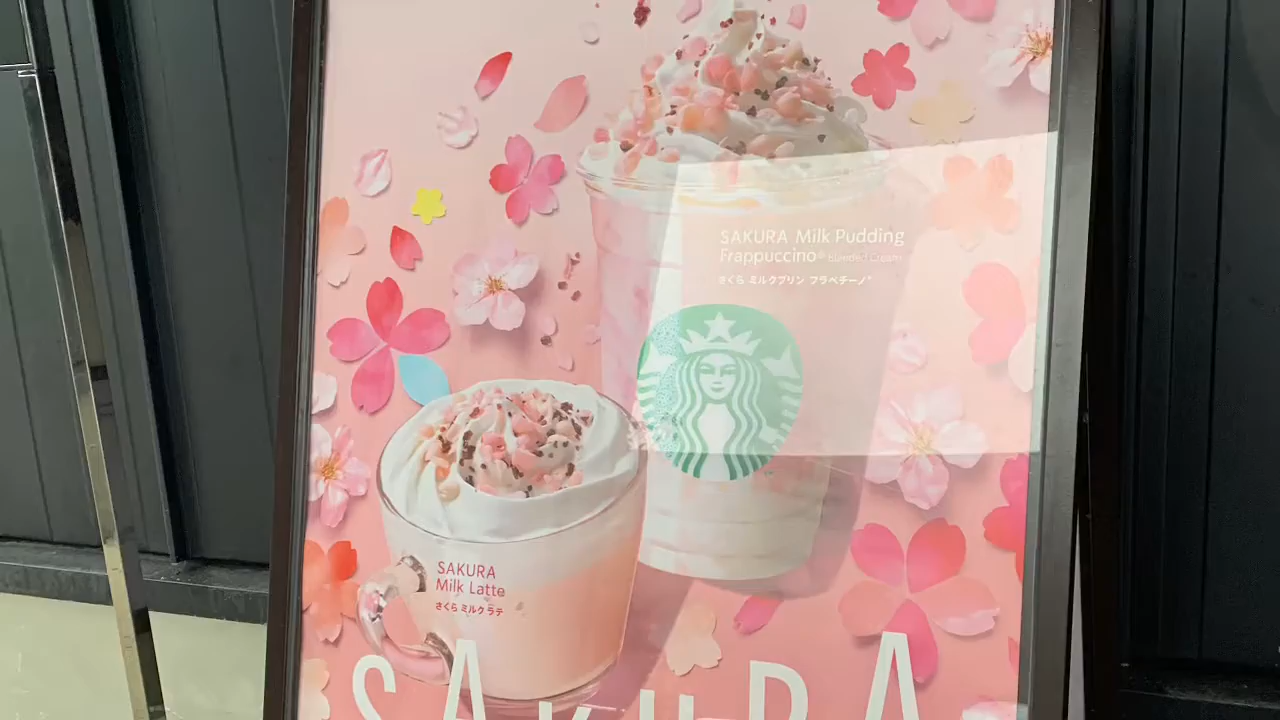 SAKURA Milk Pudding
Frappuccino® Blended Cream
さくら ミルクプリン フラペチーノ®
SAKURA
Milk Latte
さくら ミルク ラテ
SAKURA